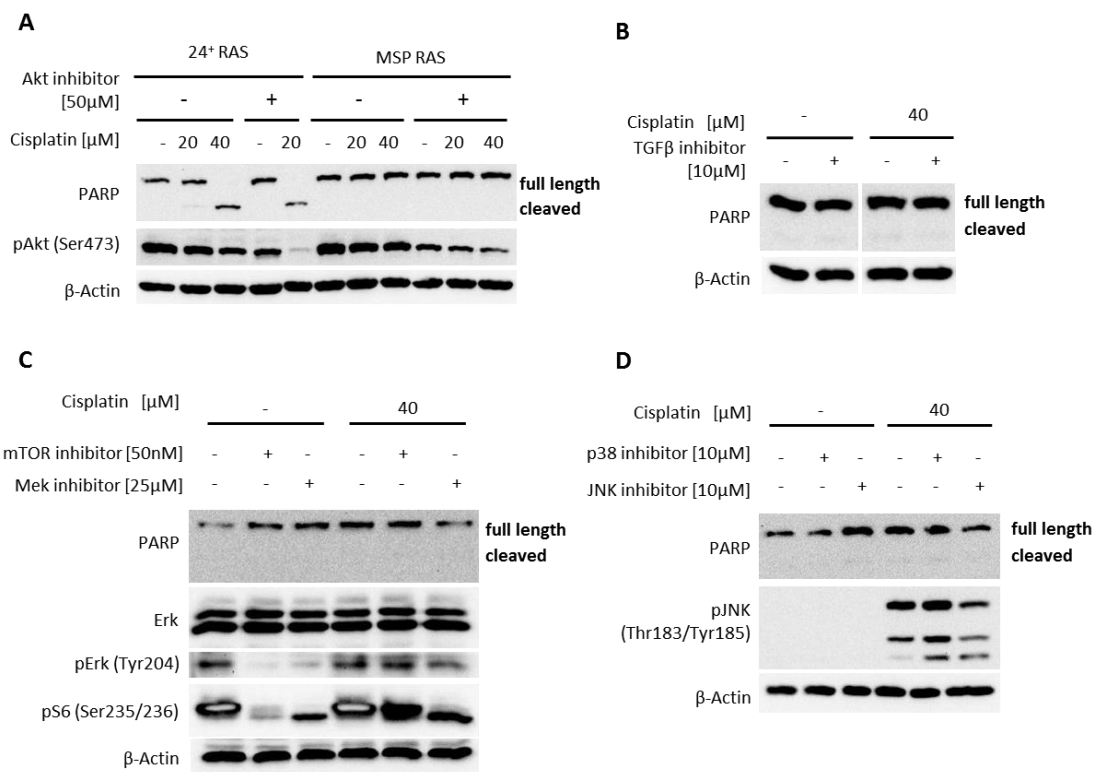 A
24⁺ RAS MSP RAS
Akt inhibitor
[50µM] - + - +
Cisplatin [µM] - 20 40 - 20 - 20 40 - 20 40
PARP full length
cleaved
pAkt (Ser473)
β-Actin
B
Cisplatin [µM] - 40
TGFβ inhibitor
[10µM] - + - +
PARP full length
cleaved
β-Actin
C
Cisplatin [µM] - 40
mTOR inhibitor [50nM] - + - - + -
Mek inhibitor [25µM] - - + - - +
PARP full length
cleaved
Erk
pErk (Tyr204)
pS6 (Ser235/236)
β-Actin
D
Cisplatin [µM] - 40
p38 inhibitor [10µM] - + - - + -
JNK inhibitor [10µM] - - + - - +
PARP full length
cleaved
pJNK
(Thr183/Tyr185)
β-Actin